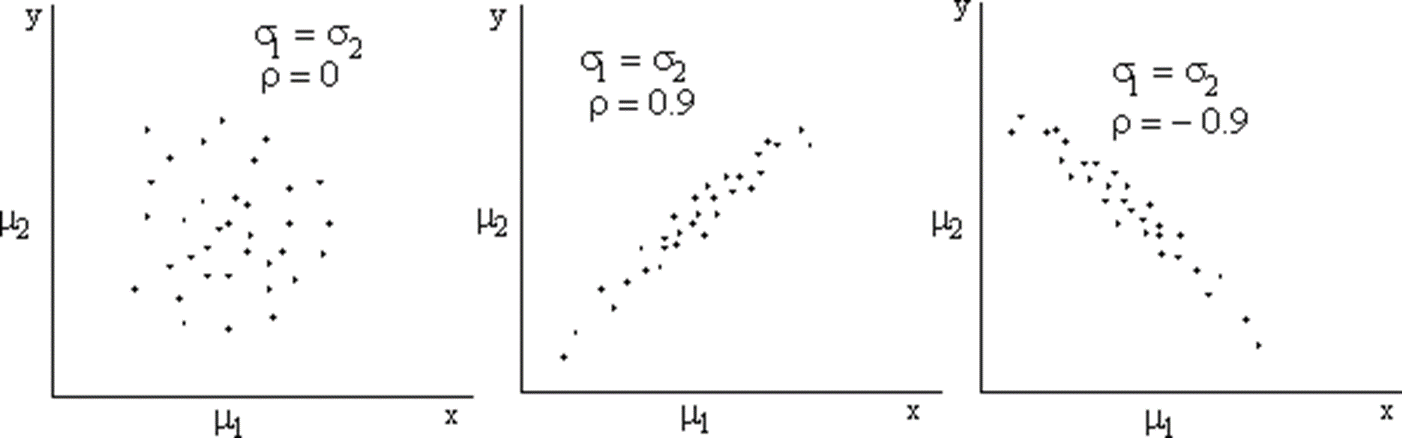 y
σ₁ = σ₂
ρ = 0
μ₂
μ₁
x
y
σ₁ = σ₂
ρ = 0.9
μ₂
μ₁
x
y
σ₁ = σ₂
ρ = − 0.9
μ₂
μ₁
x